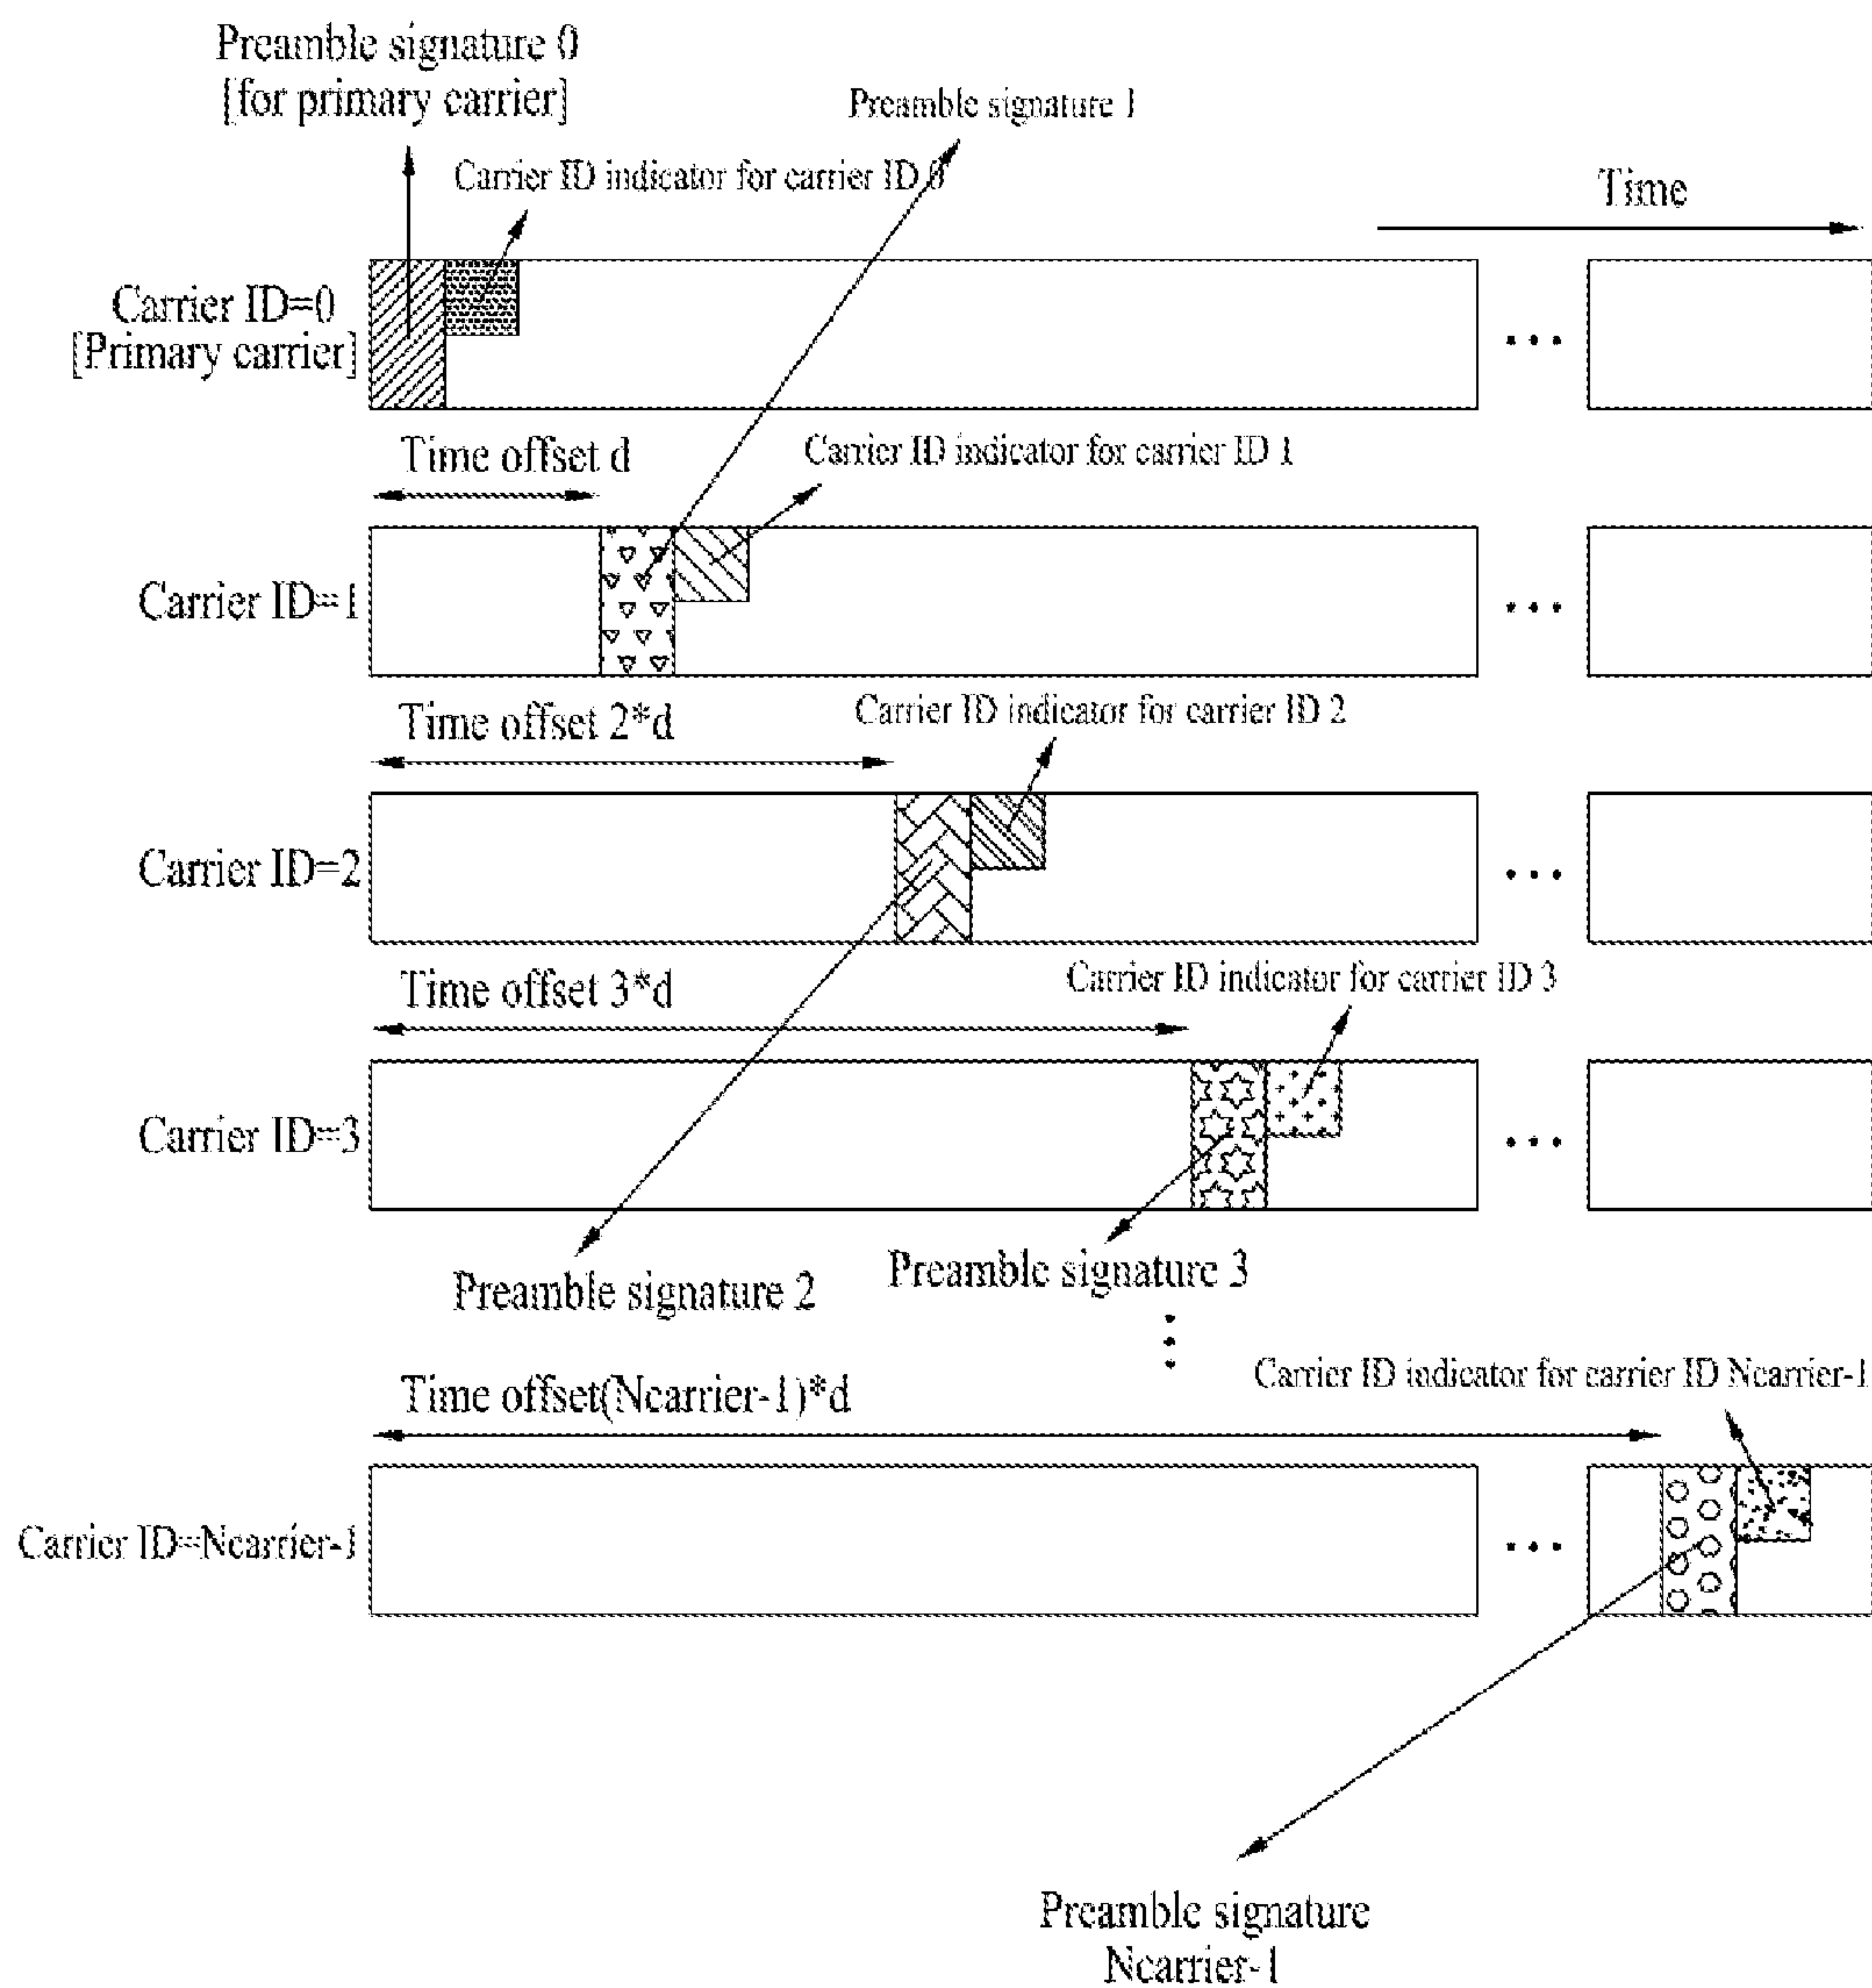 Preamble signature 0
[for primary carrier]
Preamble signature 1
Carrier ID indicator for carrier ID 0
Time
Carrier ID=0
[Primary carrier]
Time offset d
Carrier ID indicator for carrier ID 1
Carrier ID=1
Time offset 2*d
Carrier ID indicator for carrier ID 2
Carrier ID=2
Time offset 3*d
Carrier ID indicator for carrier ID 3
Carrier ID=3
Preamble signature 2
Preamble signature 3
Time offset(Ncarrier-1)*d
Carrier ID indicator for carrier ID Ncarrier-1
Carrier ID=Ncarrier-1
Preamble signature
Ncarrier-1